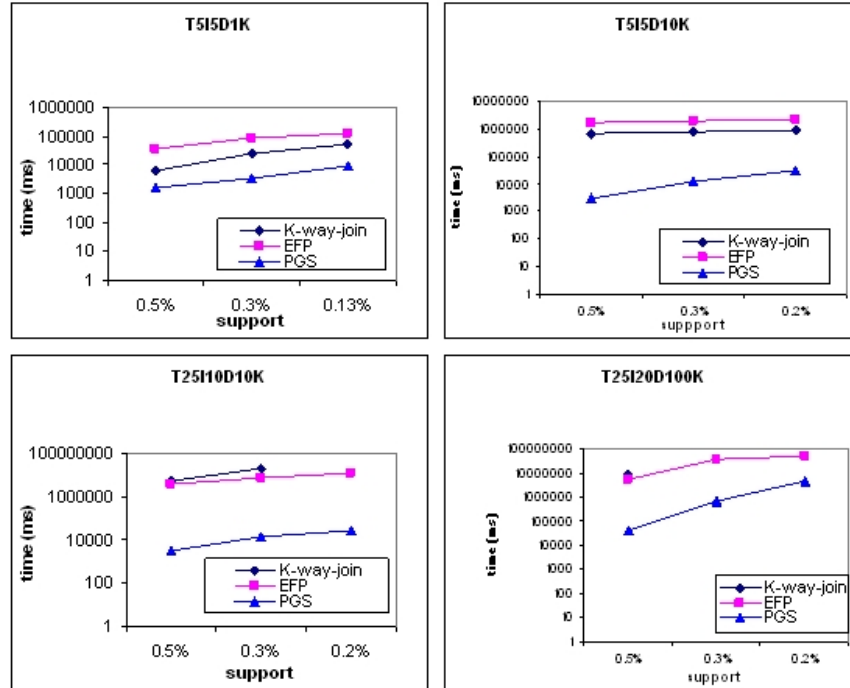 T5I5D1K
1000000
100000
10000
1000
100
10
1
time (ms)
K-way-join
EFP
PGS
0.5% 0.3% 0.13%
support
T5I5D10K
10000000
1000000
100000
10000
1000
100
10
1
time (ms)
K-way-join
EFP
PGS
0.5% 0.3% 0.2%
suppport
T25I10D10K
100000000
1000000
10000
100
1
time (ms)
K-way-join
EFP
PGS
0.5% 0.3% 0.2%
support
T25I20D100K
100000000
10000000
1000000
100000
10000
1000
100
10
1
time (ms)
K-way-join
EFP
PGS
0.5% 0.3% 0.2%
support